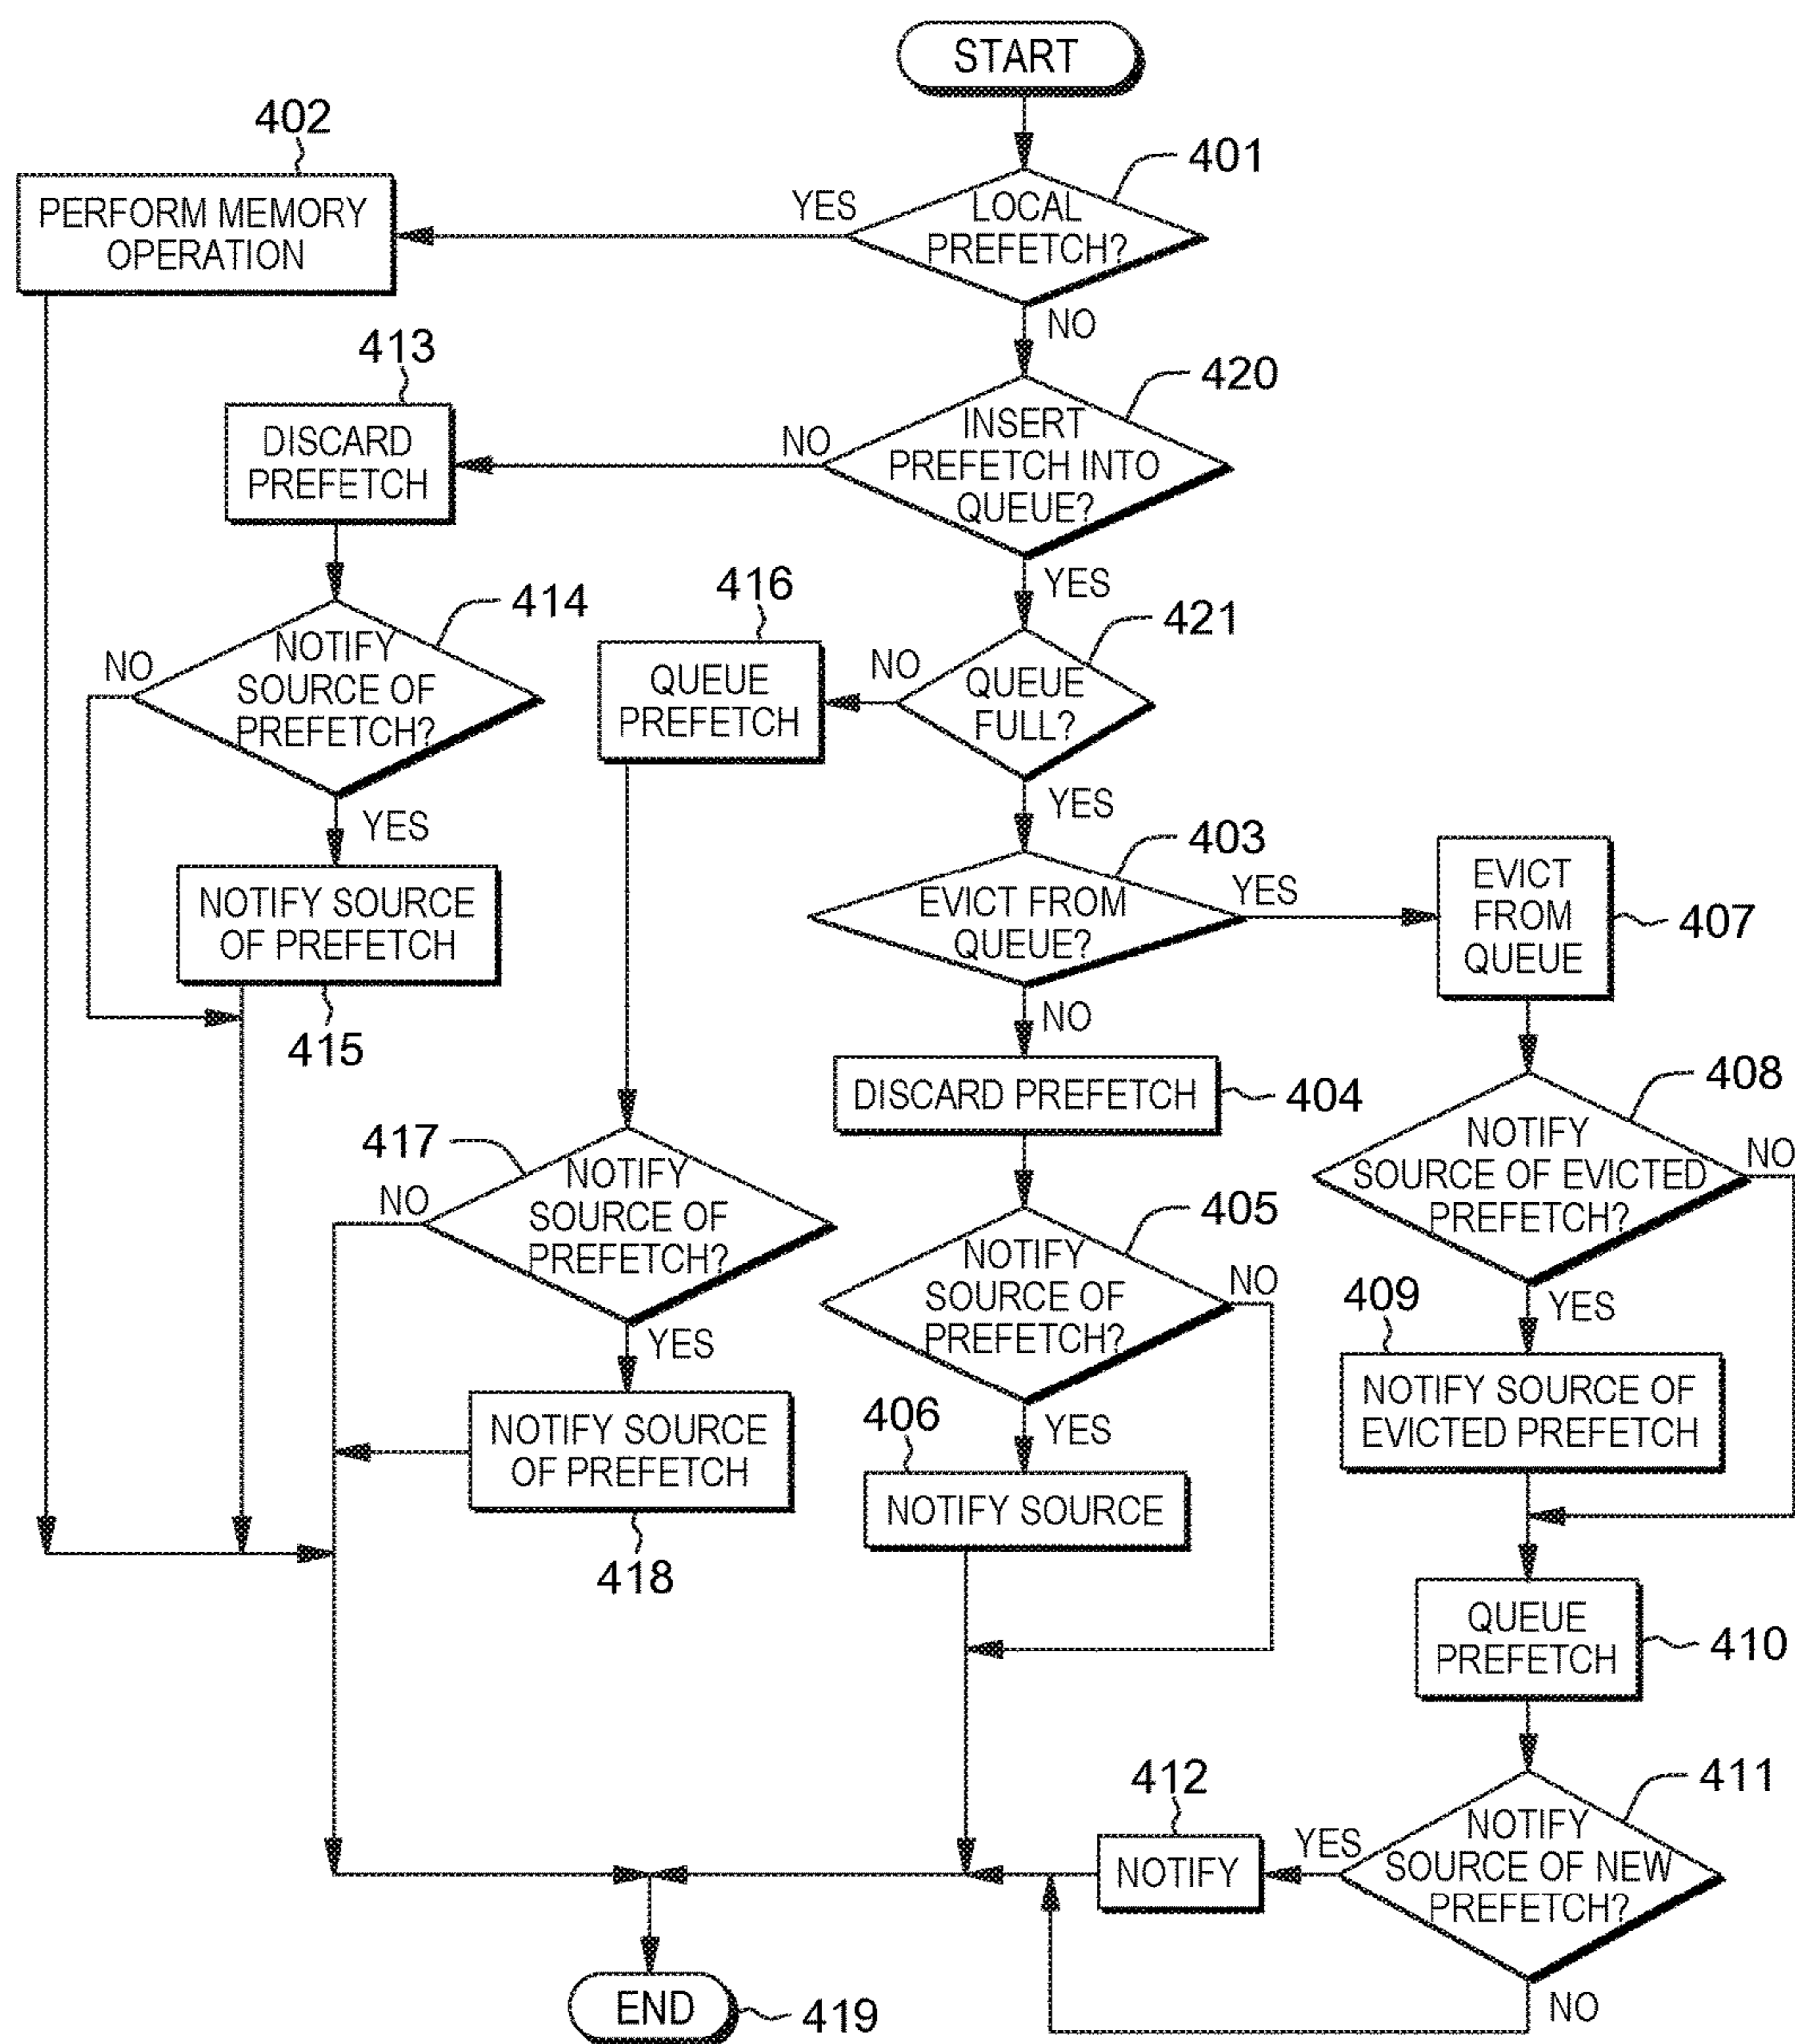 START
402
401
PERFORM MEMORY
OPERATION
YES
LOCAL
PREFETCH?
NO
413
420
DISCARD
PREFETCH
NO
INSERT
PREFETCH INTO
QUEUE?
YES
414
416
421
NOTIFY
SOURCE OF
PREFETCH?
NO
QUEUE
PREFETCH
NO
QUEUE
FULL?
YES
YES
403
NOTIFY SOURCE
OF PREFETCH
415
EVICT FROM
QUEUE?
YES
EVICT
FROM
QUEUE
407
NO
DISCARD PREFETCH
404
408
417
NOTIFY
SOURCE OF
PREFETCH?
NO
405
NOTIFY
SOURCE OF EVICTED
PREFETCH?
NO
NOTIFY
SOURCE OF
PREFETCH?
NO
YES
YES
409
406
YES
NOTIFY SOURCE
OF PREFETCH
418
NOTIFY SOURCE
NOTIFY SOURCE OF
EVICTED PREFETCH
QUEUE
PREFETCH
410
412
411
NOTIFY
YES
NOTIFY
SOURCE OF NEW
PREFETCH?
NO
END
419